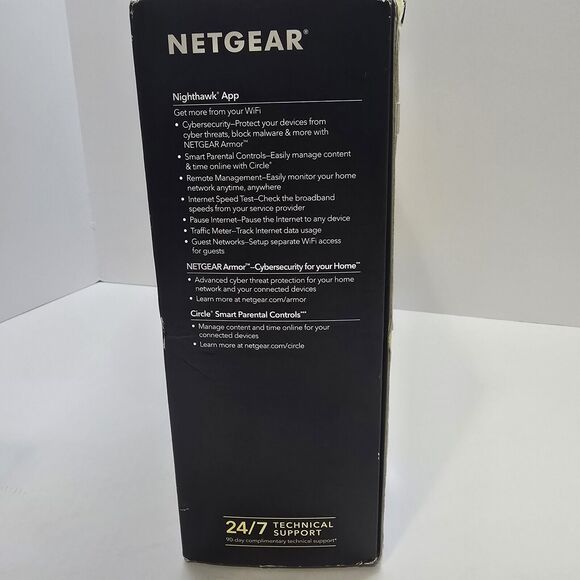 NETGEAR®
Nighthawk® App
Get more from your WiFi
• Cybersecurity–Protect your devices from
cyber threats, block malware & more with
NETGEAR Armor™
• Smart Parental Controls–Easily manage content
& time online with Circle®
• Remote Management–Easily monitor your home
network anytime, anywhere
• Internet Speed Test–Check the broadband
speeds from your service provider
• Pause Internet–Pause the Internet to any device
• Traffic Meter–Track Internet data usage
• Guest Networks–Setup separate WiFi access
for guests
NETGEAR Armor™–Cybersecurity for your Home**
• Advanced cyber threat protection for your home
network and your connected devices
• Learn more at netgear.com/armor
Circle® Smart Parental Controls***
• Manage content and time online for your
connected devices
• Learn more at netgear.com/circle
24/7 TECHNICAL
SUPPORT
90-day complimentary technical support*